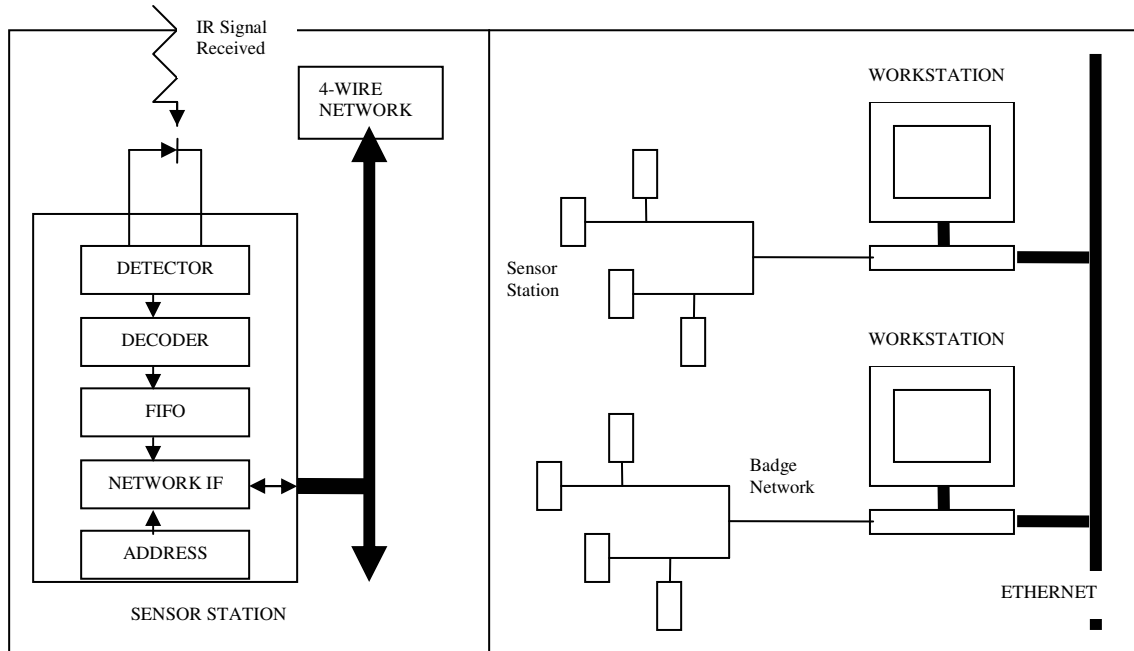 IR Signal
Received
4-WIRE
NETWORK
DETECTOR
DECODER
FIFO
NETWORK IF
ADDRESS
SENSOR STATION
WORKSTATION
Sensor
Station
WORKSTATION
Badge
Network
ETHERNET